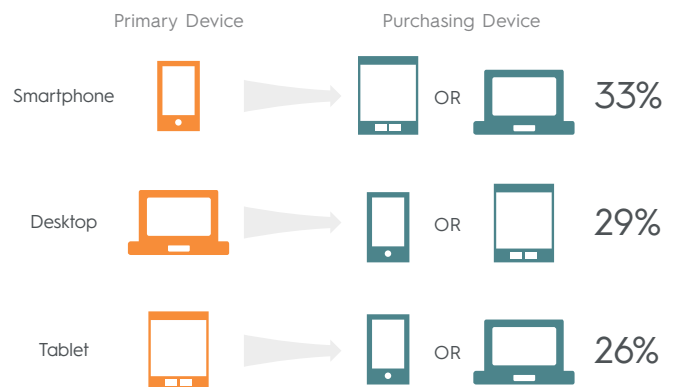 Primary Device Purchasing Device
Smartphone OR 33%
Desktop OR 29%
Tablet OR 26%